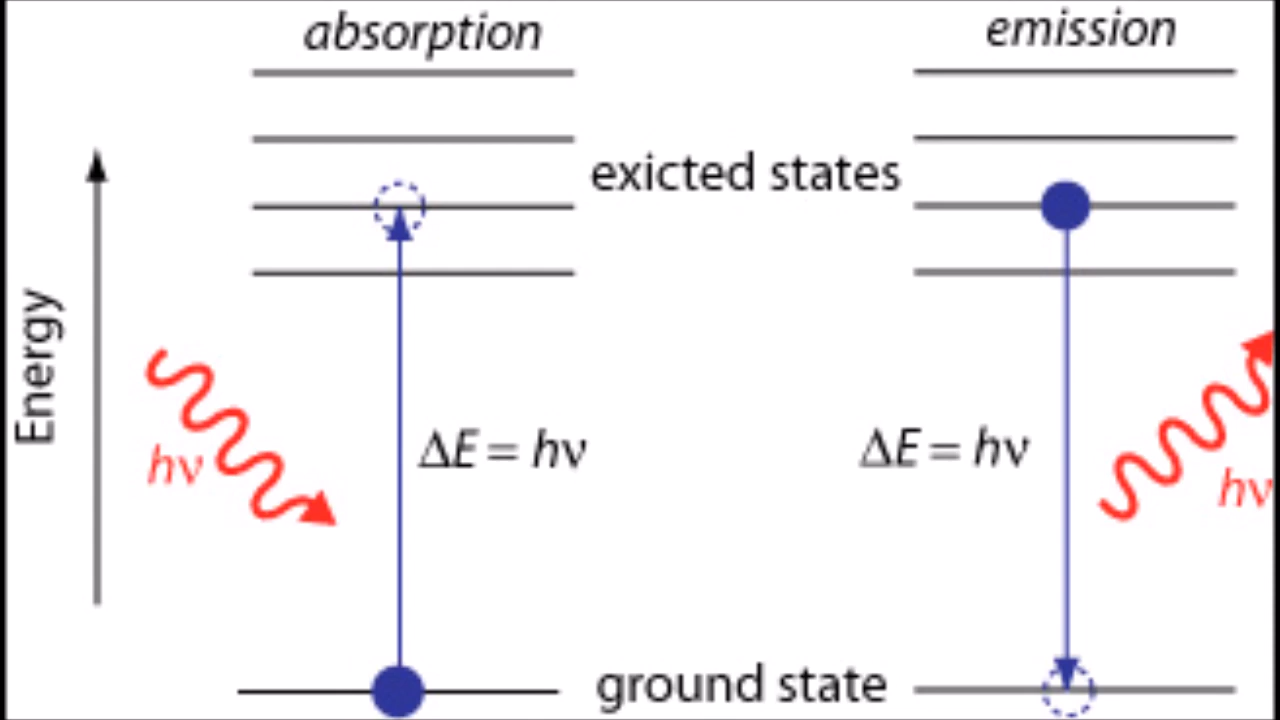 absorption
emission
exicted states
Energy
ΔE = hν
ΔE = hν
hν
hν
ground state